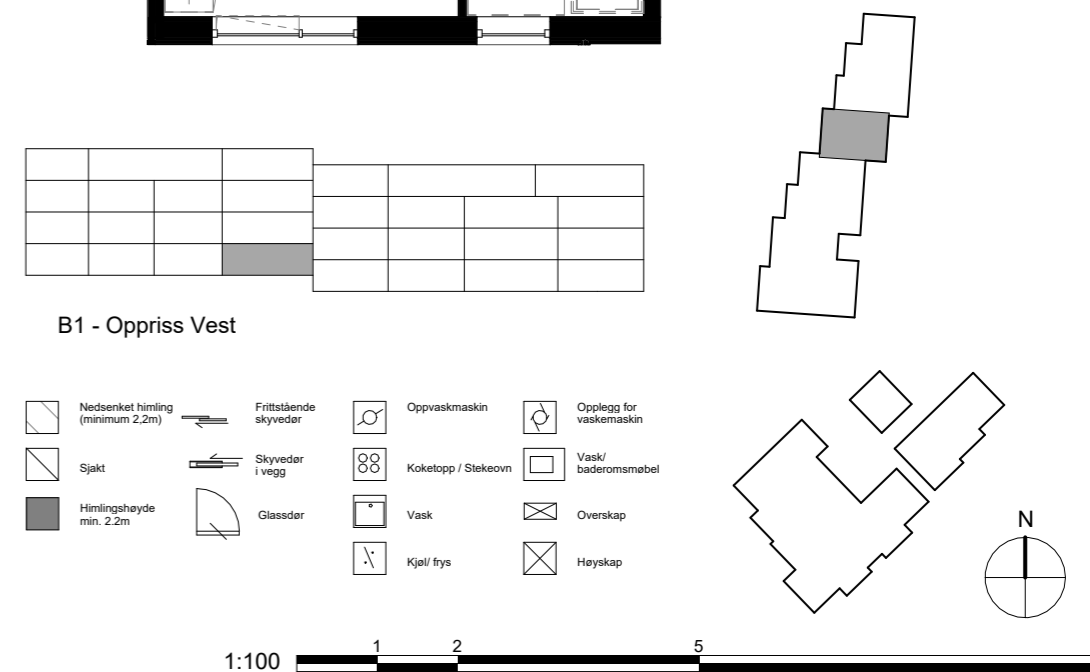 B1 - Oppriss Vest
Nedsenket himling
(minimum 2,2m)
Sjakt
Himlingshøyde
min. 2.2m
Frittstående
skyvedør
Skyvedør
i vegg
Glassdør
Oppvaskmaskin
Koketopp / Stekeovn
Vask
Kjøl/ frys
Opplegg for
vaskemaskin
Vask/
baderomsmøbel
Overskap
Høyskap
N
1:100
1
2
5